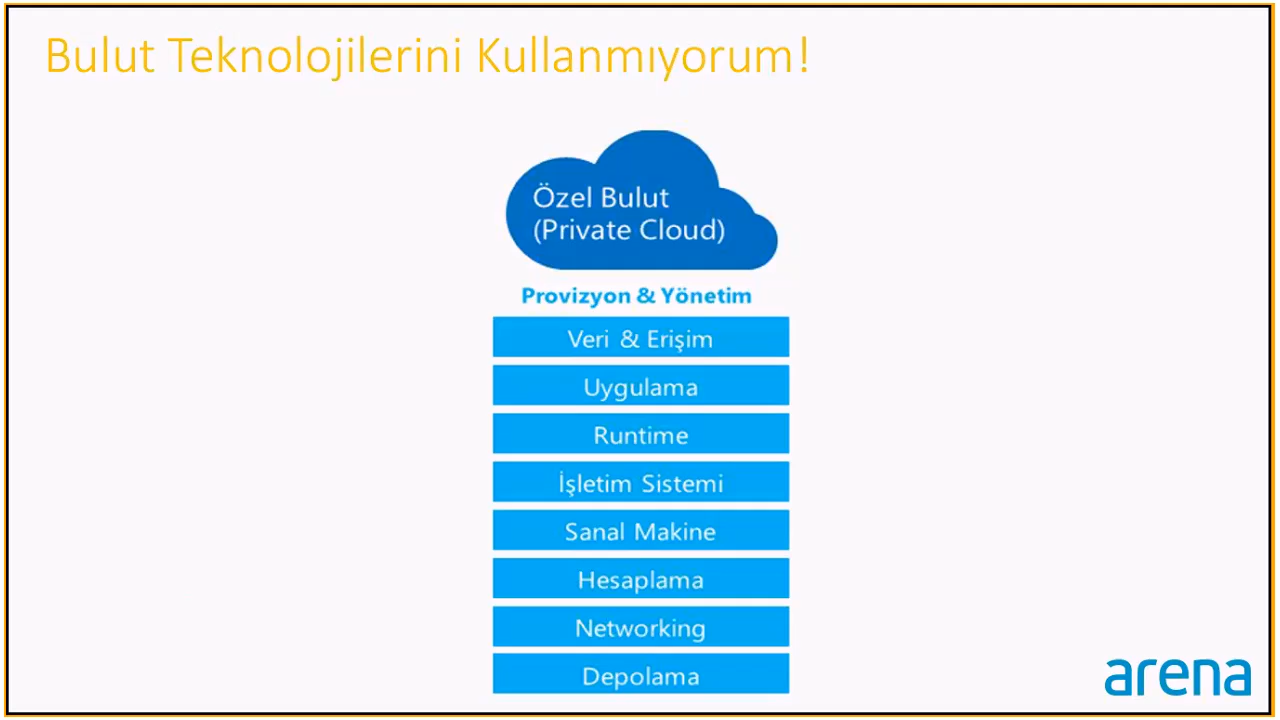 Bulut Teknolojilerini Kullanmıyorum!
Özel Bulut
(Private Cloud)
Provizyon & Yönetim
Veri & Erişim
Uygulama
Runtime
İşletim Sistemi
Sanal Makine
Hesaplama
Networking
Depolama
arena